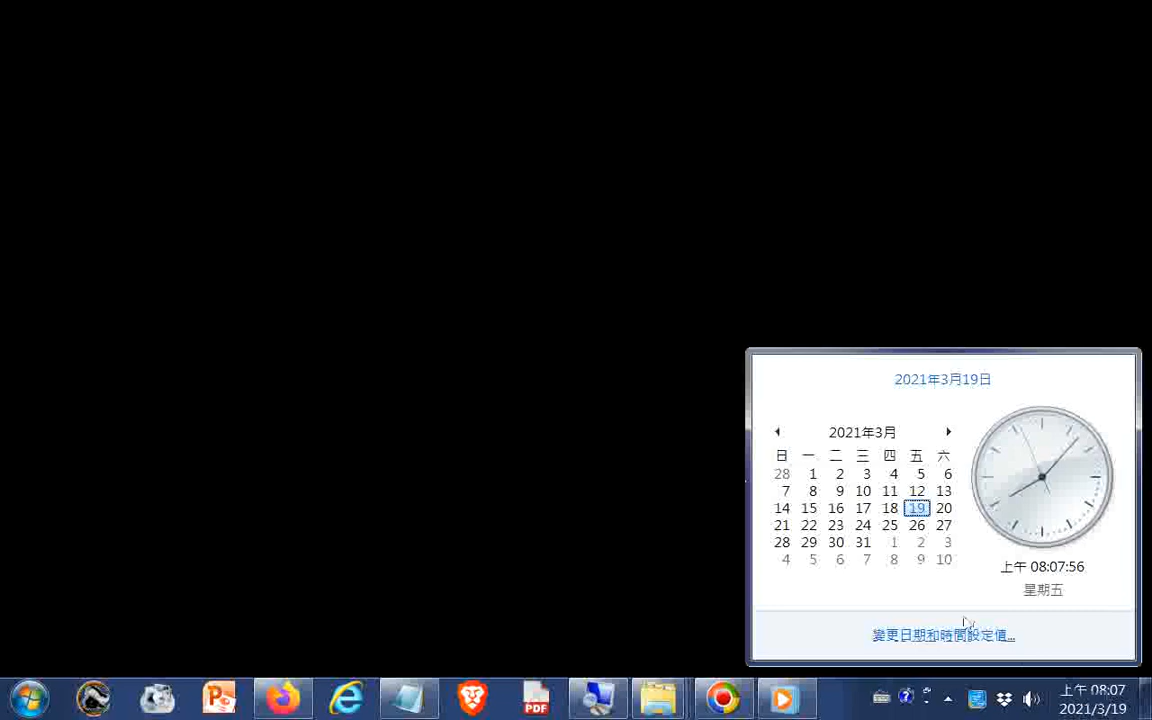 2021年3月19日
2021年3月
日 一 二 三 四 五 六
28 1 2 3 4 5 6
7 8 9 10 11 12 13
14 15 16 17 18 19 20
21 22 23 24 25 26 27
28 29 30 31 1 2 3
4 5 6 7 8 9 10
上午 08:07:56
星期五
變更日期和時間設定值...
PDF
上午 08:07
2021/3/19